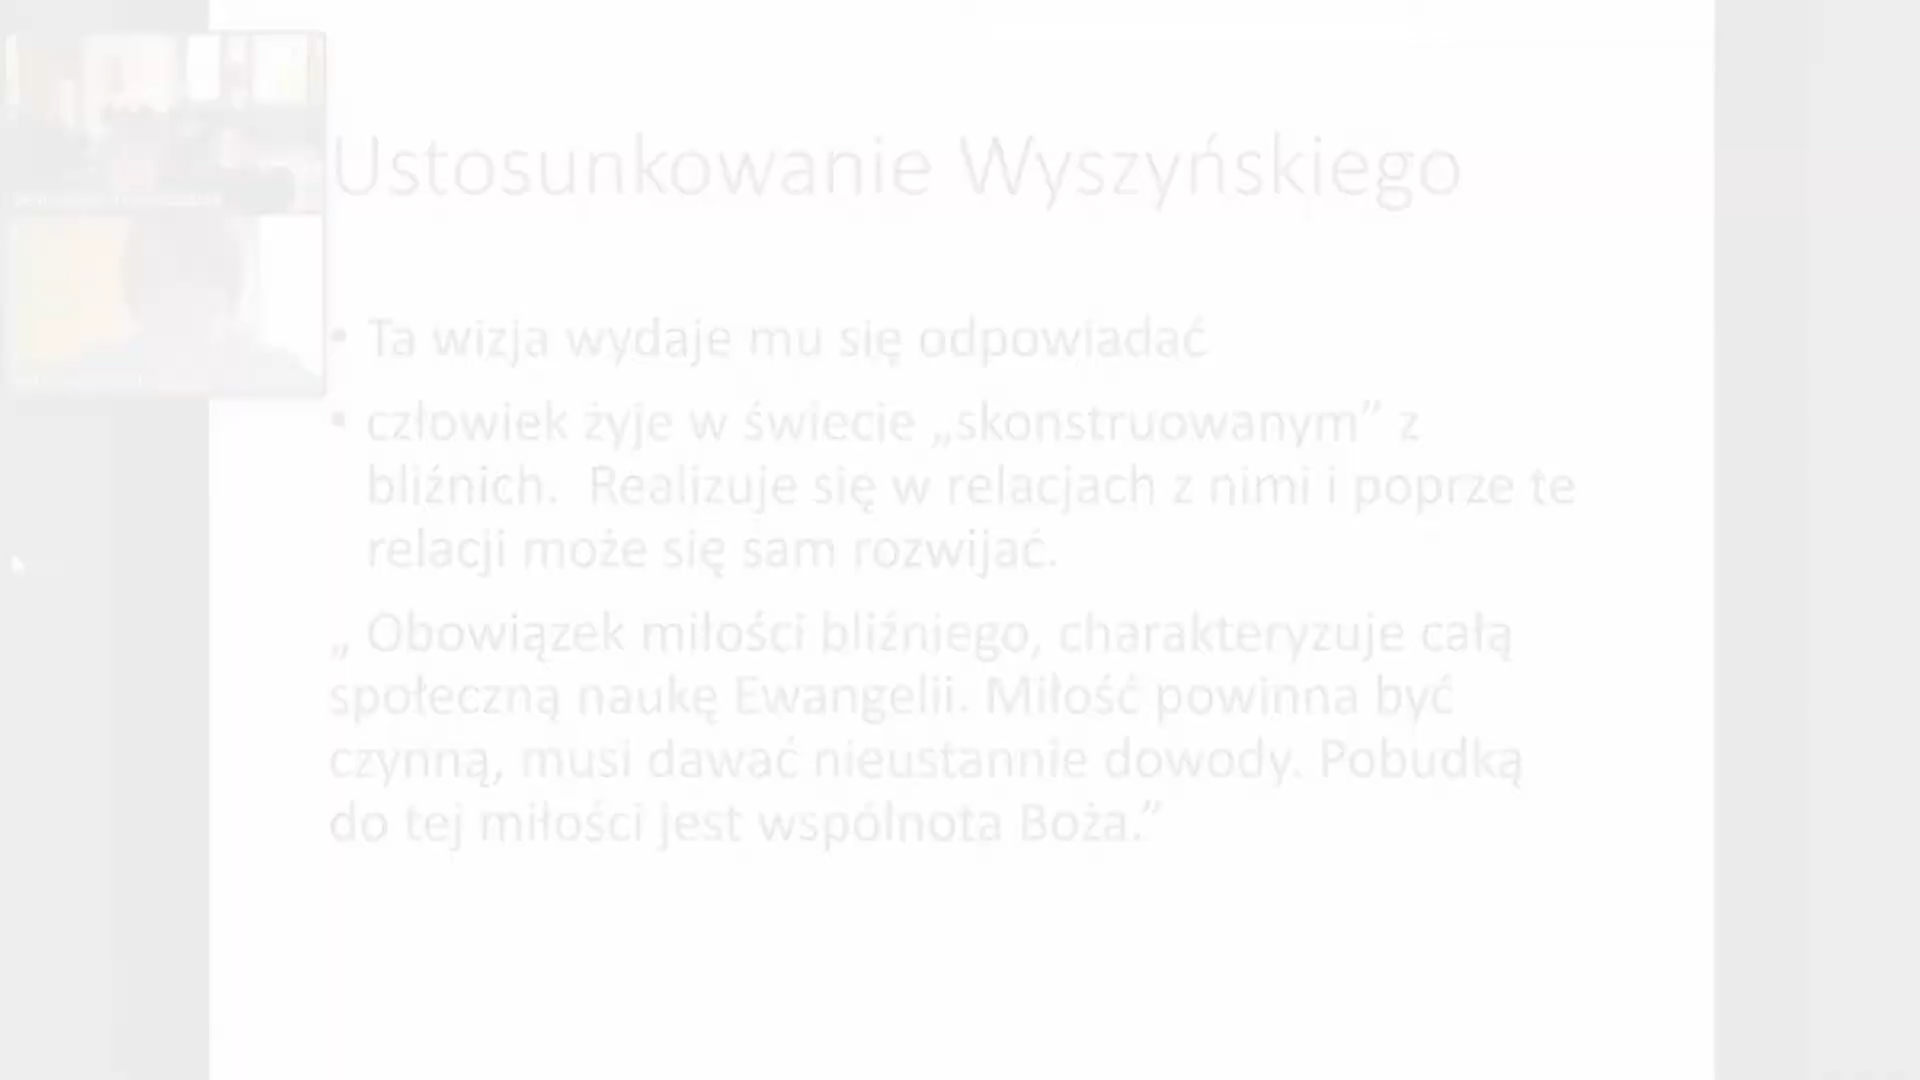 Ustosunkowanie Wyszyńskiego
• Ta wizja wydaje mu się odpowiadać
• człowiek żyje w świecie „skonstruowanym” z
bliźnich. Realizuje się w relacjach z nimi i poprze te
relacji może się sam rozwijać.
„ Obowiązek miłości bliźniego, charakteryzuje całą
społeczną naukę Ewangelii. Miłość powinna być
czynną, musi dawać nieustannie dowody. Pobudką
do tej miłości jest wspólnota Boża.”